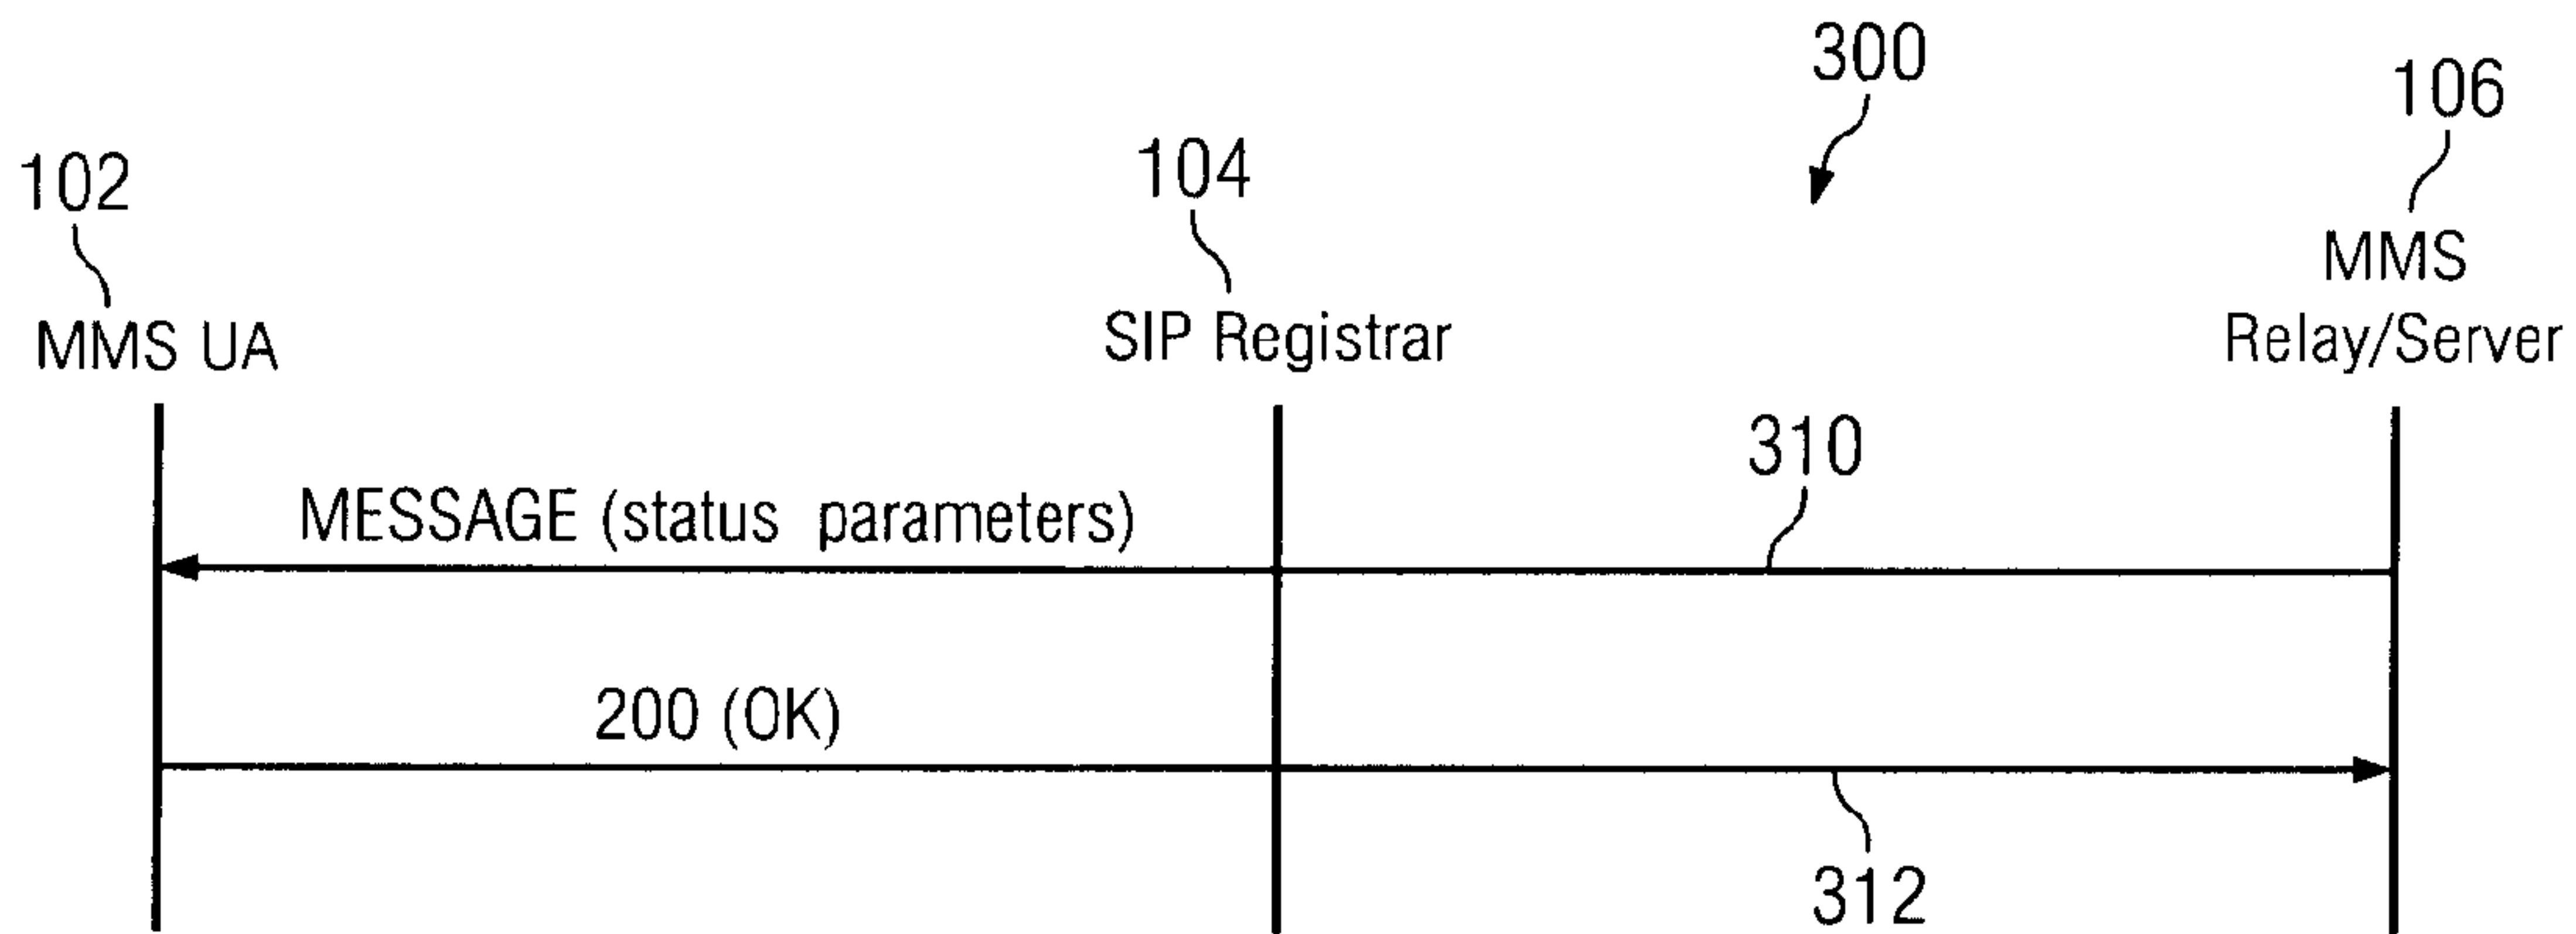 300
106
104
102
MMS
Relay/Server
SIP Registrar
MMS UA
310
MESSAGE (status parameters)
200 (OK)
312